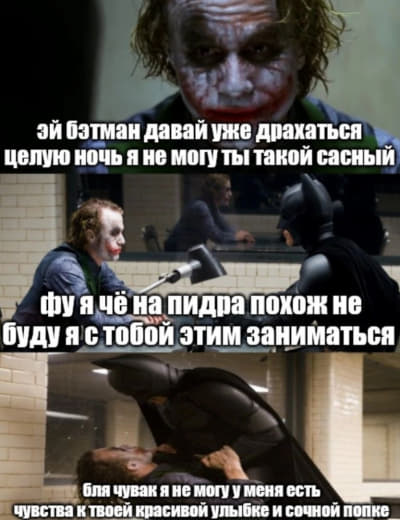 эй бэтман давай уже драхаться
целую ночь я не могу ты такой сасный
фу я чё на пидра похож не
буду я с тобой этим заниматься
бля чувак я не могу у меня есть
чувства к твоей красивой улыбке и сочной попке